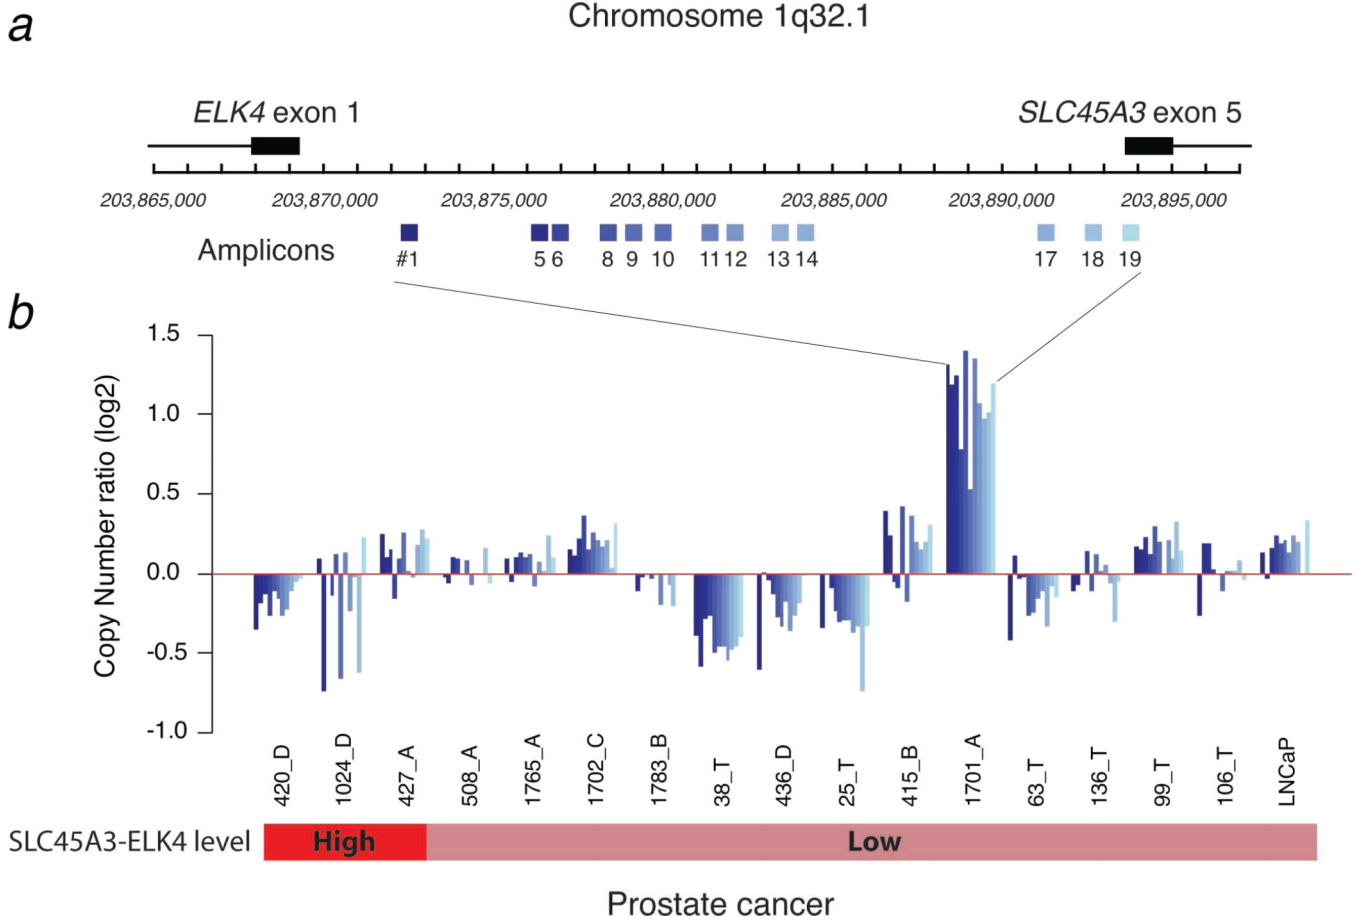 a
Chromosome 1q32.1
ELK4 exon 1
SLC45A3 exon 5
203,865,000 203,870,000 203,875,000 203,880,000 203,885,000 203,890,000 203,895,000
Amplicons
#1 5 6 8 9 10 11 12 13 14 17 18 19
b
Copy Number ratio (log2)
1.5
1.0
0.5
0.0
-0.5
-1.0
420_D 1024_D 427_A 508_A 1765_A 1702_C 1783_B 38_T 436_D 25_T 415_B 1701_A 63_T 136_T 99_T 106_T LNCaP
SLC45A3-ELK4 level High Low
Prostate cancer